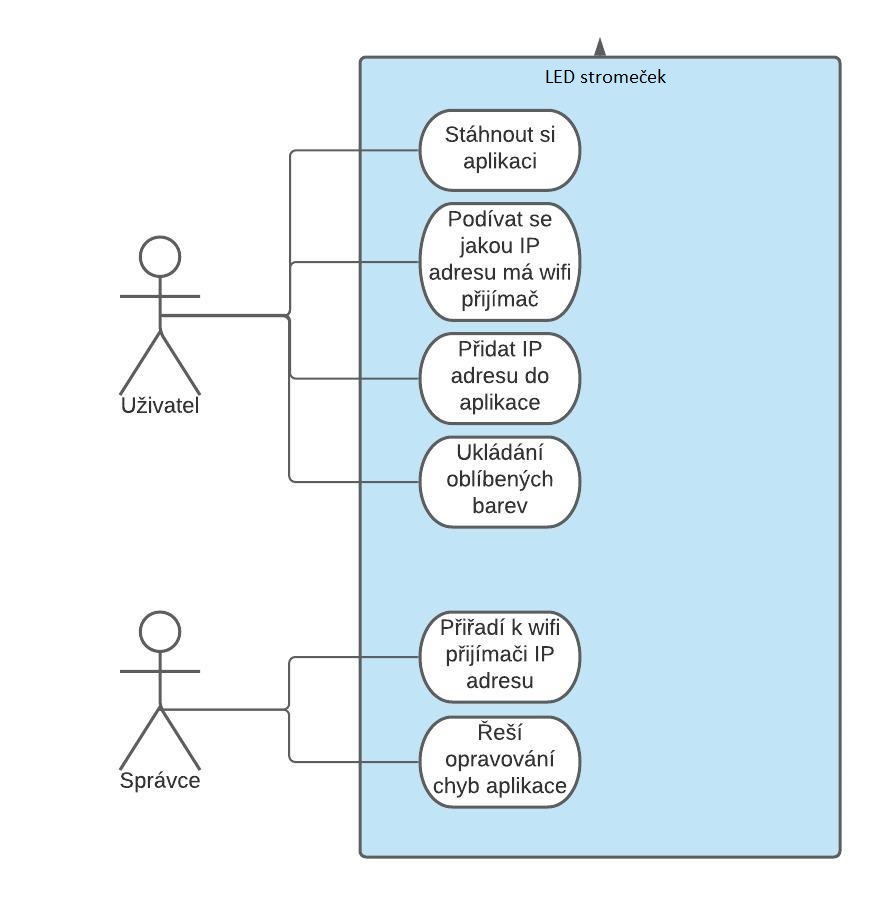 LED stromeček
Stáhnout si
aplikaci
Podívat se
jakou IP
adresu má wifi
přijímač
Přidat IP
adresu do
aplikace
Ukládání
oblíbených
barev
Uživatel
Přiřadí k wifi
přijímači IP
adresu
Řeší
opravování
chyb aplikace
Správce